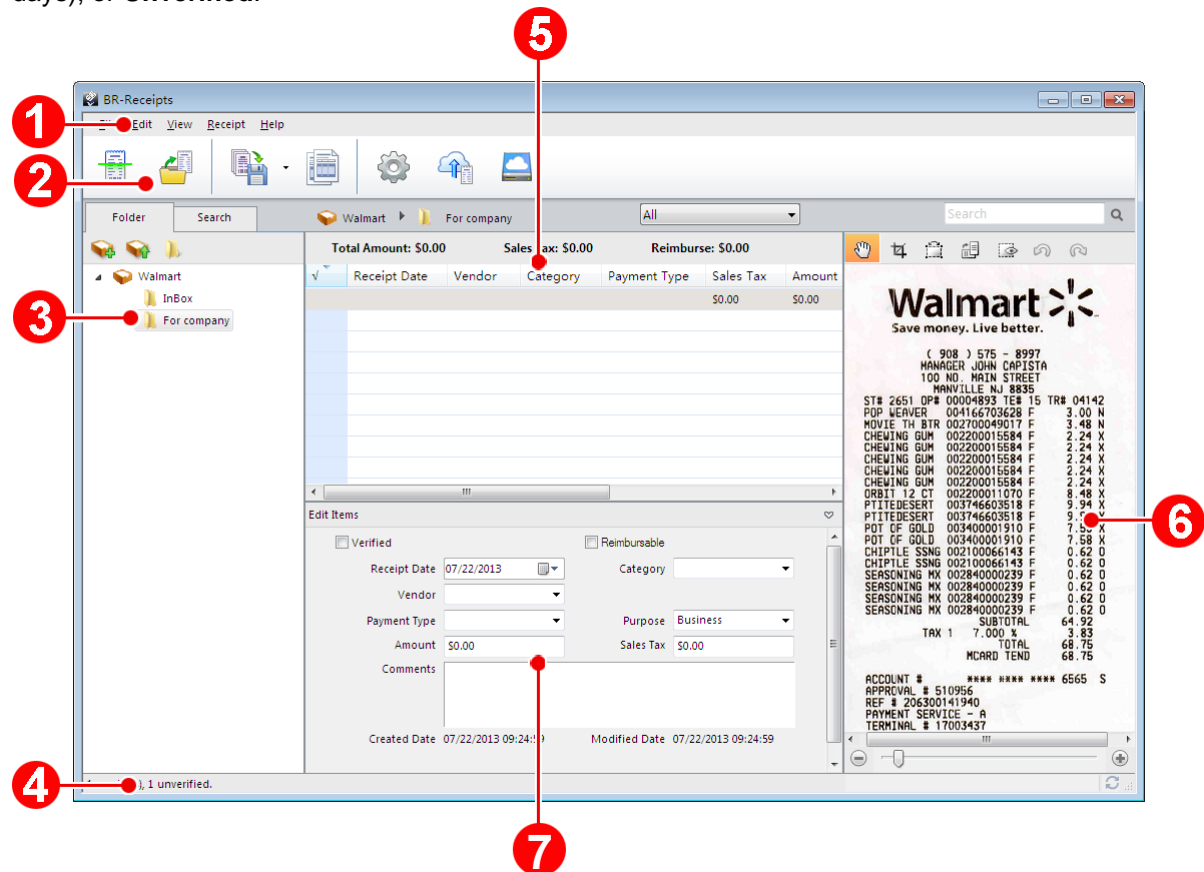 days), or Unverified.
5
BR-Receipts
1
Edit View Receipt Help
2
Folder Search Walmart For company All Search
Total Amount: $0.00 Sales Tax: $0.00 Reimburse: $0.00
√ Receipt Date Vendor Category Payment Type Sales Tax Amount
$0.00 $0.00
Walmart
InBox
3 For company
Edit Items
Verified Reimbursable
Receipt Date 07/22/2013 Category
Vendor
Payment Type Purpose Business
Amount $0.00 Sales Tax $0.00
Comments
Created Date 07/22/2013 09:24:59 Modified Date 07/22/2013 09:24:59
Walmart
Save money. Live better.
( 908 ) 575 - 8997
MANAGER JOHN CAPISTA
100 NO. MAIN STREET
MANVILLE NJ 8835
ST# 2651 OP# 00004893 TE# 15 TR# 04142
POP WEAVER 004166703628 F 3.00 N
MOVIE TH BTR 002700049017 F 3.48 N
CHEWING GUM 002200015584 F 2.24 X
CHEWING GUM 002200015584 F 2.24 X
CHEWING GUM 002200015584 F 2.24 X
CHEWING GUM 002200015584 F 2.24 X
CHEWING GUM 002200015584 F 2.24 X
ORBIT 12 CT 002200011070 F 8.48 X
PTITEDESERT 003746603518 F 9.94 X
PTITEDESERT 003746603518 F
POT OF GOLD 003400001910 F
POT OF GOLD 003400001910 F 7.58 X
CHIPTLE SSNG 002100066143 F 0.62 O
CHIPTLE SSNG 002100066143 F 0.62 O
SEASONING MX 002840000239 F 0.62 O
SEASONING MX 002840000239 F 0.62 O
SEASONING MX 002840000239 F 0.62 O
SEASONING MX 002840000239 F 0.62 O
SUBTOTAL 64.92
TAX 1 7.000 % 3.83
TOTAL 68.75
MCARD TEND 68.75
ACCOUNT # **** **** **** 6565 S
APPROVAL # 510956
REF # 206300141940
PAYMENT SERVICE - A
TERMINAL # 17003437
6
4 , 1 unverified.
7